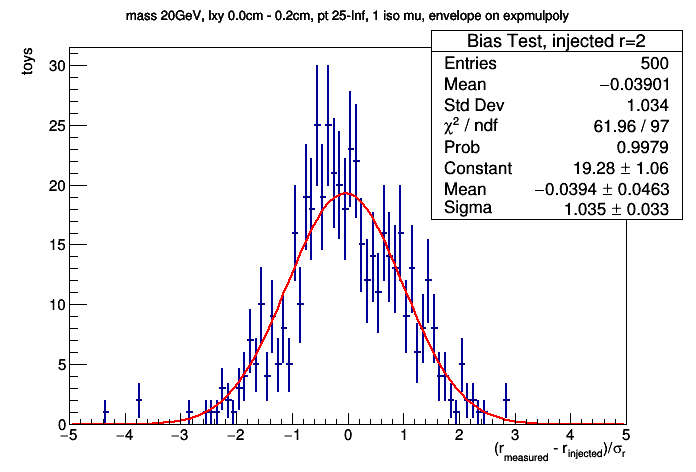 mass 20GeV, lxy 0.0cm - 0.2cm, pt 25-Inf, 1 iso mu, envelope on expmulpoly
Bias Test, injected r=2
Entries 500
Mean −0.03901
Std Dev 1.034
χ² / ndf 61.96 / 97
Prob 0.9979
Constant 19.28 ± 1.06
Mean −0.0394 ± 0.0463
Sigma 1.035 ± 0.033
toys
30
25
20
15
10
5
0
−5 −4 −3 −2 −1 0 1 2 3 4 5
(r_measured - r_injected)/σ_r